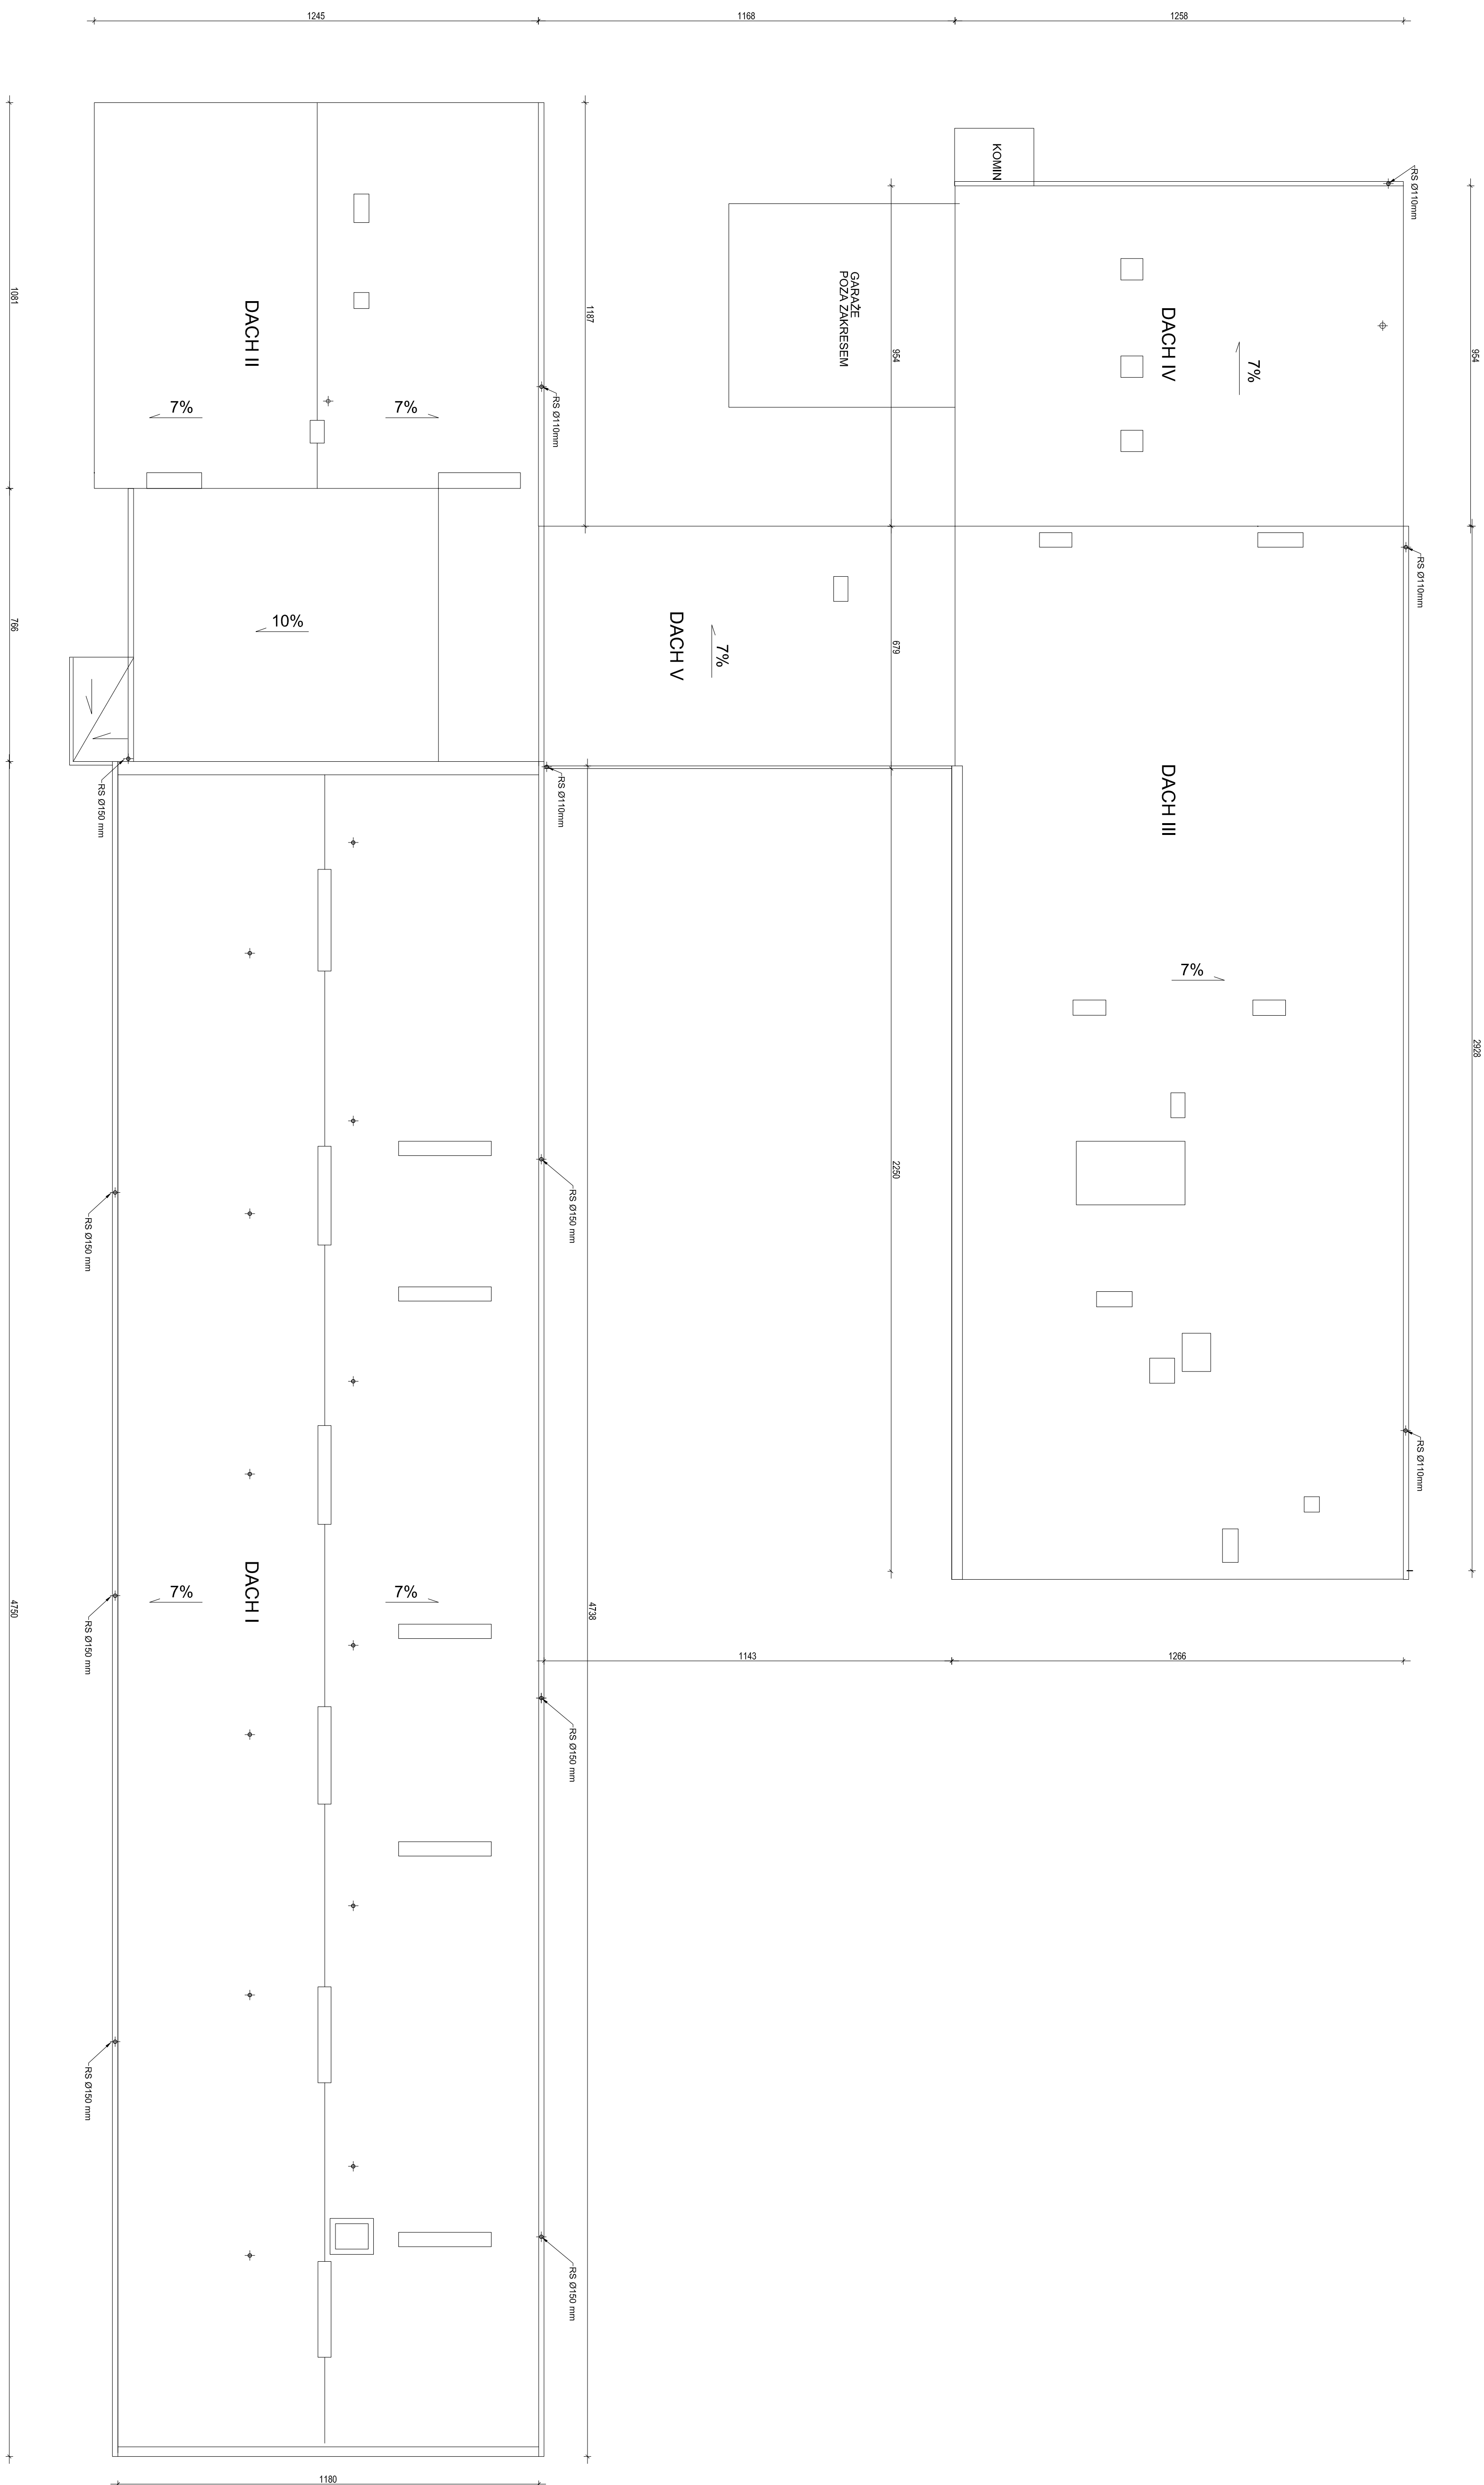 1245
1168
1258
KOMIN
RS Ø110mm
1081
1187
954
954
GARAŻE
POZA ZAKRESEM
DACH II
DACH IV
7%
7%
7%
RS Ø110mm
RS Ø110mm
766
10%
DACH V
7%
679
2928
RS Ø150 mm
RS Ø110mm
DACH III
7%
2250
RS Ø150 mm
RS Ø150 mm
RS Ø110mm
DACH I
7%
7%
4750
4738
RS Ø150 mm
1143
1266
RS Ø150 mm
RS Ø150 mm
RS Ø150 mm
1180